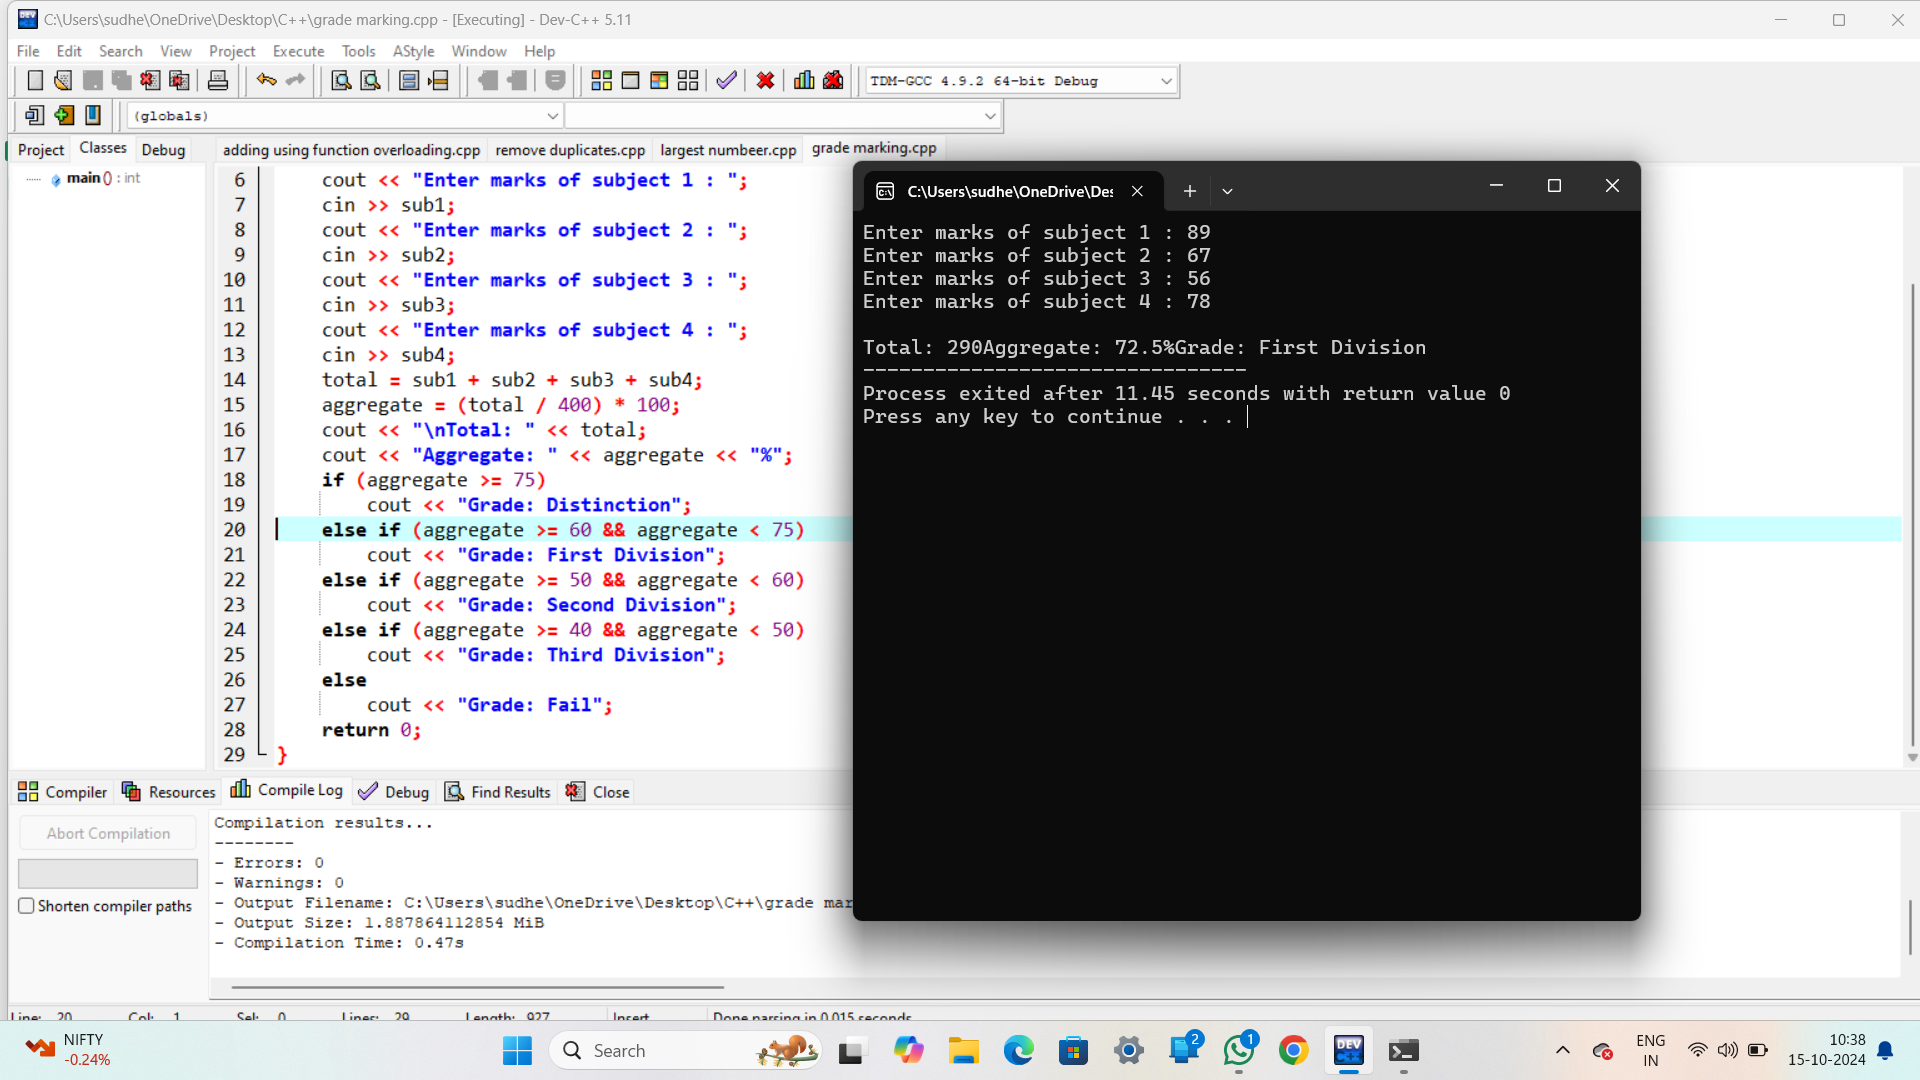 C:\Users\sudhe\OneDrive\Desktop\C++\grade marking.cpp - [Executing] - Dev-C++ 5.11
File Edit Search View Project Execute Tools AStyle Window Help
TDM-GCC 4.9.2 64-bit Debug
(globals)
Project Classes Debug
adding using function overloading.cpp remove duplicates.cpp largest numbeer.cpp grade marking.cpp
main () : int
6 cout << "Enter marks of subject 1 : ";
7 cin >> sub1;
8 cout << "Enter marks of subject 2 : ";
9 cin >> sub2;
10 cout << "Enter marks of subject 3 : ";
11 cin >> sub3;
12 cout << "Enter marks of subject 4 : ";
13 cin >> sub4;
14 total = sub1 + sub2 + sub3 + sub4;
15 aggregate = (total / 400) * 100;
16 cout << "\nTotal: " << total;
17 cout << "Aggregate: " << aggregate << "%";
18 if (aggregate >= 75)
19 cout << "Grade: Distinction";
20 else if (aggregate >= 60 && aggregate < 75)
21 cout << "Grade: First Division";
22 else if (aggregate >= 50 && aggregate < 60)
23 cout << "Grade: Second Division";
24 else if (aggregate >= 40 && aggregate < 50)
25 cout << "Grade: Third Division";
26 else
27 cout << "Grade: Fail";
28 return 0;
29 }
C:\Users\sudhe\OneDrive\Des
Enter marks of subject 1 : 89
Enter marks of subject 2 : 67
Enter marks of subject 3 : 56
Enter marks of subject 4 : 78
Total: 290Aggregate: 72.5%Grade: First Division
--------------------------------
Process exited after 11.45 seconds with return value 0
Press any key to continue . . .
Compiler Resources Compile Log Debug Find Results Close
Abort Compilation
Shorten compiler paths
Compilation results...
--------
- Errors: 0
- Warnings: 0
- Output Filename: C:\Users\sudhe\OneDrive\Desktop\C++\grade mar
- Output Size: 1.887864112854 MiB
- Compilation Time: 0.47s
Line: 20 Col: 1 Sel: 0 Lines: 29 Length: 927 Insert Done parsing in 0.015 seconds
NIFTY
-0.24%
Search
DEV
C++
2
1
ENG
IN
10:38
15-10-2024